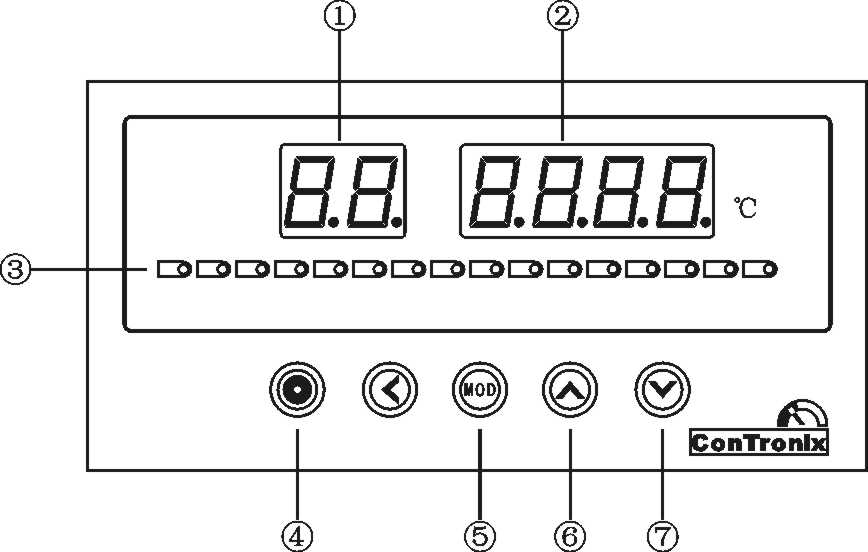 ① ②
8.8. 8.8.8.8. ℃
③
MOD
ConTronix
④ ⑤ ⑥ ⑦